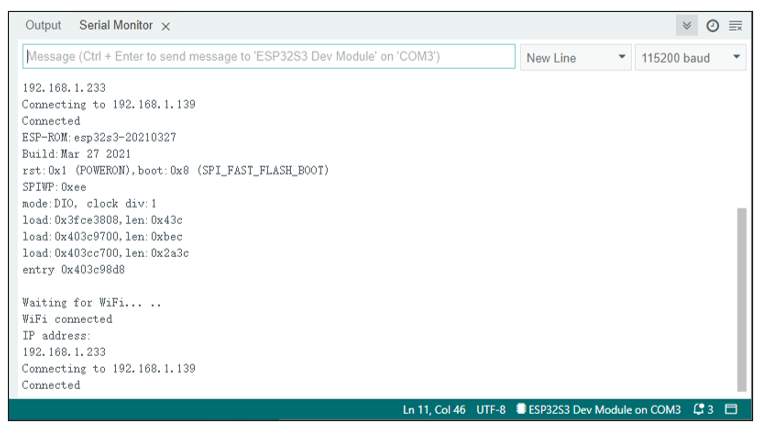 Output Serial Monitor
Message (Ctrl + Enter to send message to 'ESP32S3 Dev Module' on 'COM3') New Line 115200 baud
192.168.1.233
Connecting to 192.168.1.139
Connected
ESP-ROM:esp32s3-20210327
Build:Mar 27 2021
rst:0x1 (POWERON),boot:0x8 (SPI_FAST_FLASH_BOOT)
SPIWP:0xee
mode:DIO, clock div:1
load:0x3fce3808,len:0x43c
load:0x403c9700,len:0xbec
load:0x403cc700,len:0x2a3c
entry 0x403c98d8
Waiting for WiFi... ..
WiFi connected
IP address:
192.168.1.233
Connecting to 192.168.1.139
Connected
Ln 11, Col 46 UTF-8 ESP32S3 Dev Module on COM3 3